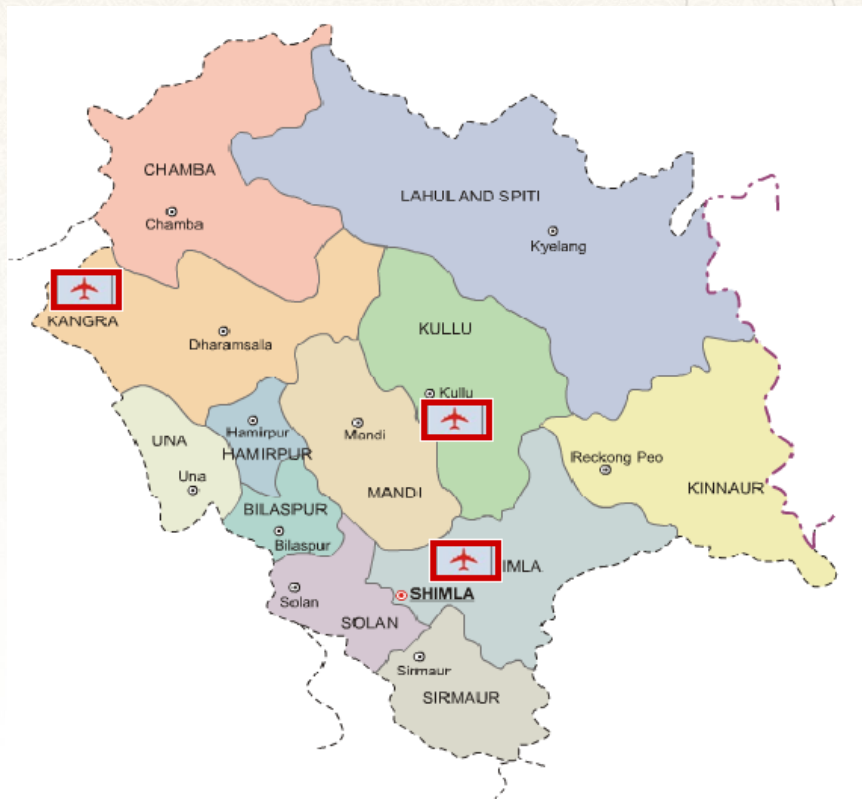 CHAMBA
Chamba
LAHUL AND SPITI
Kyelang
KANGRA
Dharamsala
KULLU
Kullu
UNA
Una
Hamirpur
HAMIRPUR
Mandi
MANDI
Reckong Peo
KINNAUR
BILASPUR
Bilaspur
IMLA
SHIMLA
Solan
SOLAN
Sirmaur
SIRMAUR